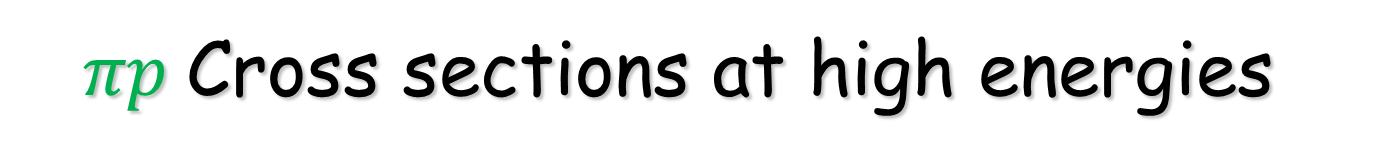 𝜋𝑝 Cross sections at high energies